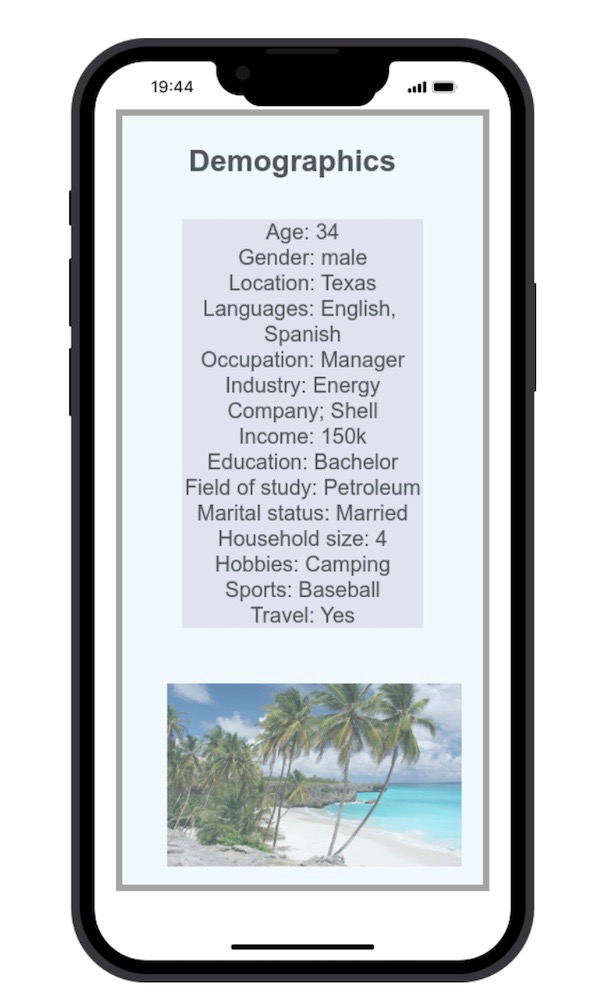 19:44
Demographics
Age: 34
Gender: male
Location: Texas
Languages: English,
Spanish
Occupation: Manager
Industry: Energy
Company; Shell
Income: 150k
Education: Bachelor
Field of study: Petroleum
Marital status: Married
Household size: 4
Hobbies: Camping
Sports: Baseball
Travel: Yes